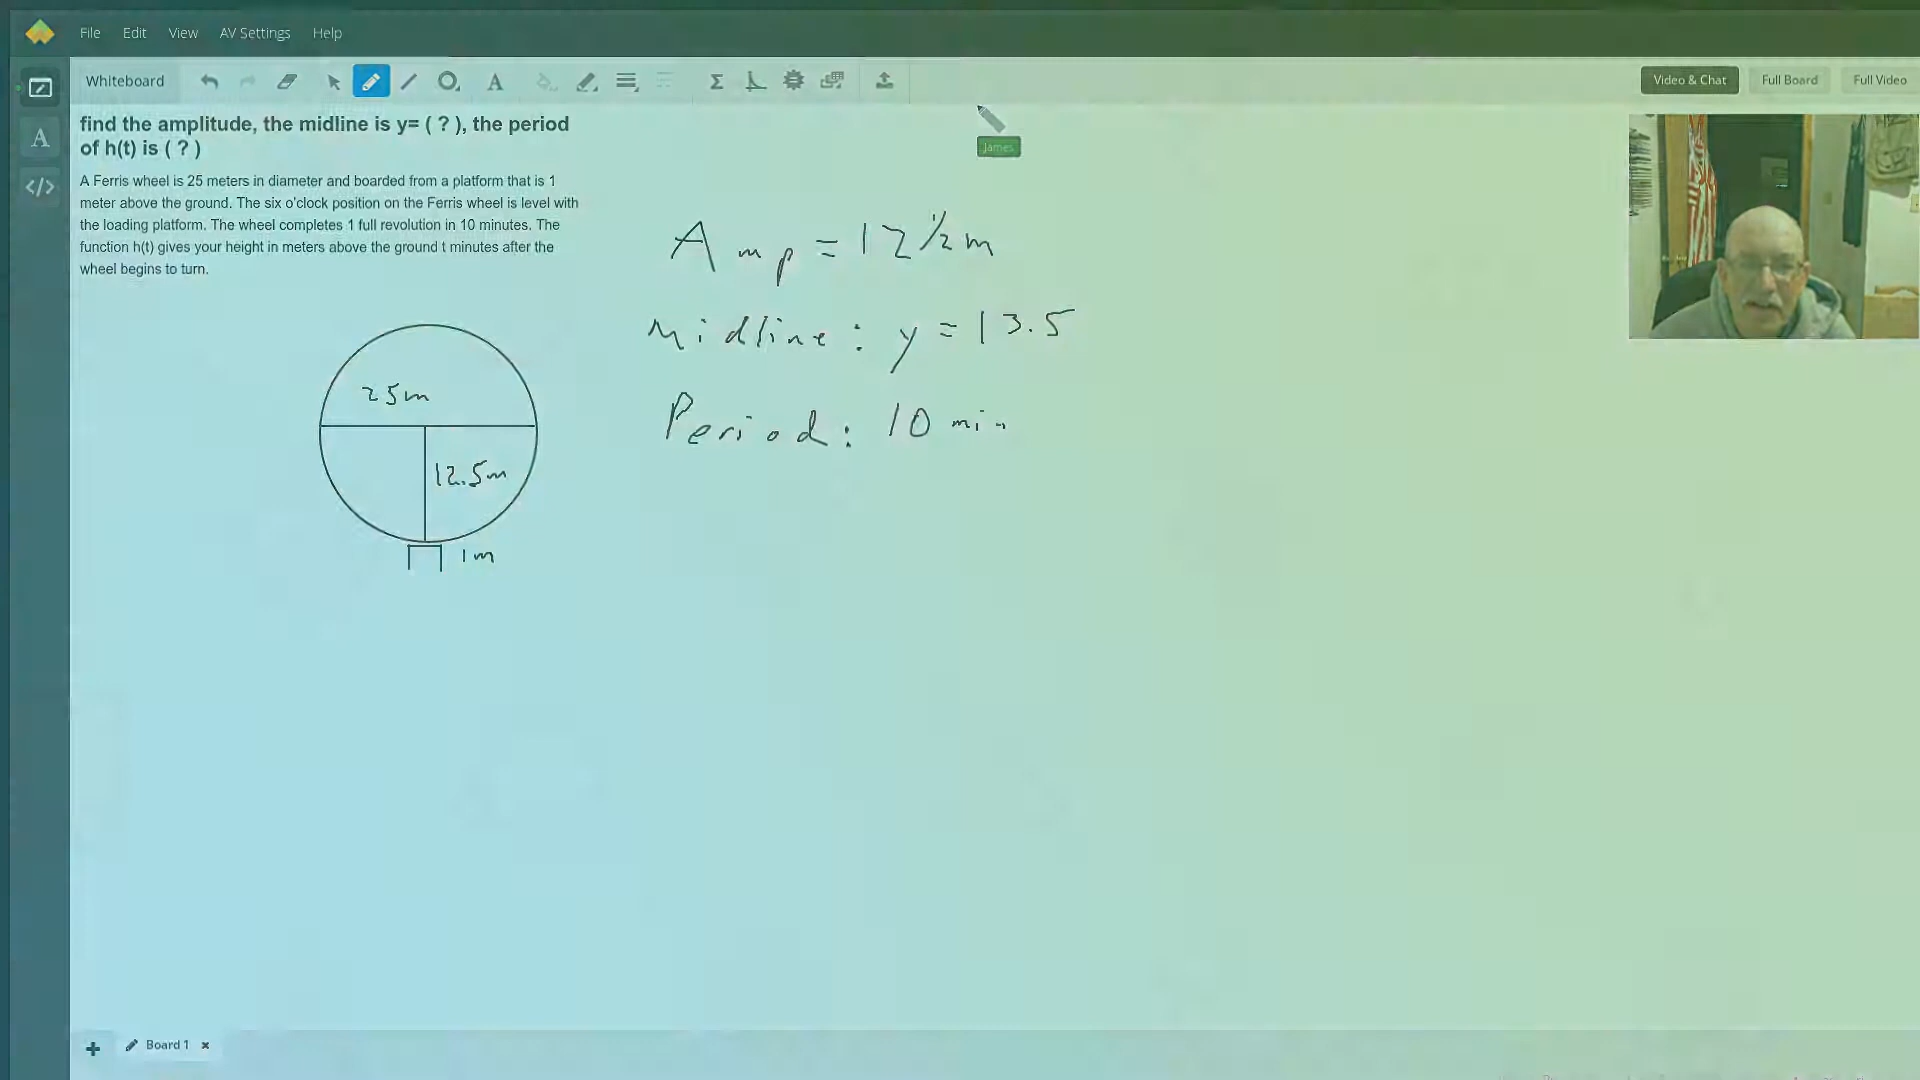 File Edit View AV Settings Help
Whiteboard
A
Σ
Video & Chat Full Board Full Video
A
</>
find the amplitude, the midline is y= ( ? ), the period
of h(t) is ( ? )
A Ferris wheel is 25 meters in diameter and boarded from a platform that is 1
meter above the ground. The six o'clock position on the Ferris wheel is level with
the loading platform. The wheel completes 1 full revolution in 10 minutes. The
function h(t) gives your height in meters above the ground t minutes after the
wheel begins to turn.
James
Amp = 12 1/2 m
Midline : y = 13.5
Period : 10 min
25m
12.5m
1m
+ Board 1 x